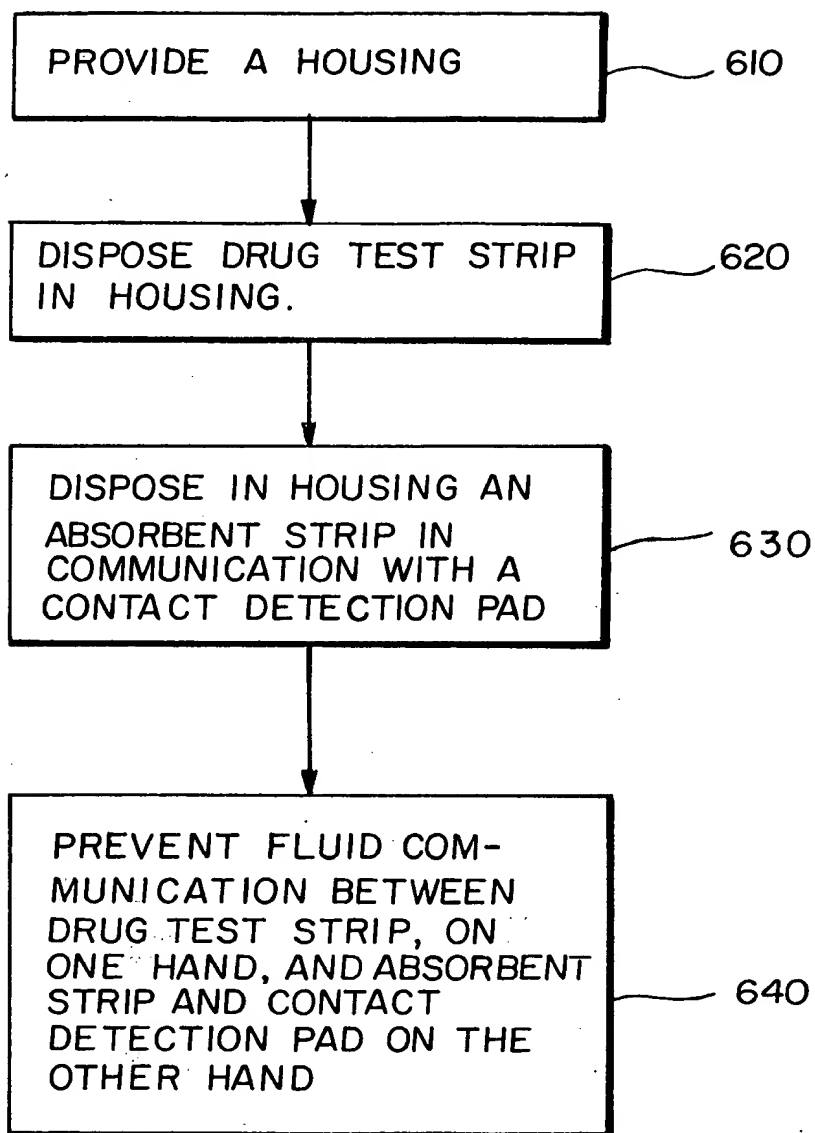 PROVIDE A HOUSING
610
DISPOSE DRUG TEST STRIP
IN HOUSING.
620
DISPOSE IN HOUSING AN
ABSORBENT STRIP IN
COMMUNICATION WITH A
CONTACT DETECTION PAD
630
PREVENT FLUID COM-
MUNICATION BETWEEN
DRUG TEST STRIP, ON
ONE HAND, AND ABSORBENT
STRIP AND CONTACT
DETECTION PAD ON THE
OTHER HAND
640